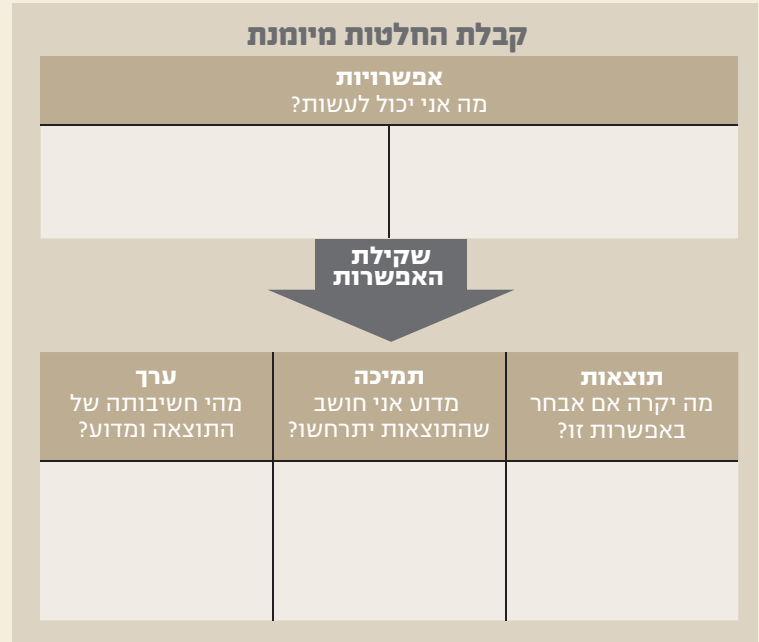 קבלת החלטות מיומנת
אפשרויות
מה אני יכול לעשות?
שקילת
האפשרות
תוצאות
מה יקרה אם אבחר
באפשרות זו?
תמיכה
מדוע אני חושב
שהתוצאות יתרחשו?
ערך
מהי חשיבותה של
התוצאה ומדוע?